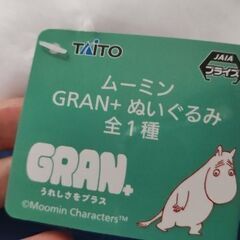 TAITO
JAIA
プライズ
ムーミン
GRAN+ ぬいぐるみ
全1種
GRAN+
うれしさをプラス
©Moomin Characters™